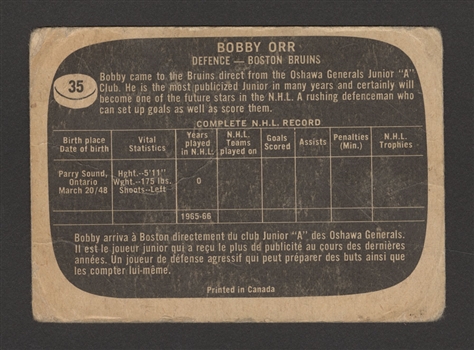 35
BOBBY ORR
DEFENCE — BOSTON BRUINS
Bobby came to the Bruins direct from the Oshawa Generals Junior "A"
Club. He is the most publicized Junior in many years and certainly will
become one of the future stars in the N.H.L. A rushing defenceman who
can set up goals as well as score them.
COMPLETE N.H.L. RECORD
Birth place Date of birth | Vital Statistics | Years played in N.H.L. | N.H.L. Teams played on | Goals Scored | Assists | Penalties (Min.) | N.H.L. Trophies
Parry Sound, Ontario March 20/48 | Hght.--5'11" Wght.--175 lbs. Shoots--Left | 0
1965-66
Bobby arriva à Boston directement du club Junior "A" des Oshawa Generals.
Il est le joueur junior qui a reçu le plus de publicité au cours des dernières
années. Un joueur de défense agressif qui peut préparer des buts ainsi que
les compter lui-même.
Printed in Canada